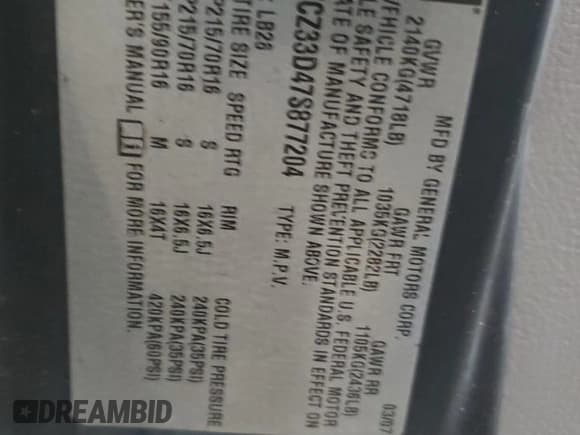 MFD BY GENERAL MOTORS CORP. 03/07
GVWR GAWR FRT GAWR RR
2140KG(4718LB) 1035KG(2282LB) 1105KG(2436LB)
VEHICLE CONFORMS TO ALL APPLICABLE U.S. FEDERAL MOTOR
LE SAFETY AND THEFT PREVENTION STANDARDS IN EFFECT ON
ATE OF MANUFACTURE SHOWN ABOVE.
CZ33D47S877204 TYPE: M.P.V.
: LB28
TIRE SIZE SPEED RTG RIM COLD TIRE PRESSURE
P215/70R16 S 16X6.5J 240KPA(35PSI)
P215/70R16 S 16X6.5J 240KPA(35PSI)
T155/90R16 M 16X4T 420KPA(60PSI)
ER'S MANUAL FOR MORE INFORMATION.
DREAMBID